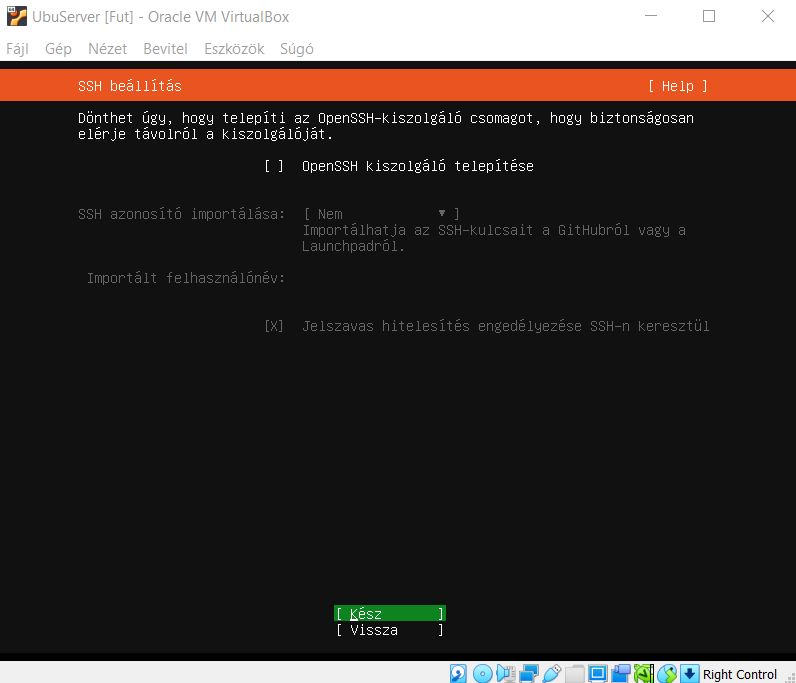 UbuServer [Fut] - Oracle VM VirtualBox
Fájl Gép Nézet Bevitel Eszközök Súgó
SSH beállítás [ Help ]
Dönthet úgy, hogy telepíti az OpenSSH-kiszolgáló csomagot, hogy biztonságosan
elérje távolról a kiszolgálóját.
[ ] OpenSSH kiszolgáló telepítése
SSH azonosító importálása: [ Nem ▾ ]
Importálhatja az SSH-kulcsait a GitHubról vagy a
Launchpadról.
Importált felhasználónév:
[X] Jelszavas hitelesítés engedélyezése SSH-n keresztül
[ Kész ]
[ Vissza ]
Right Control